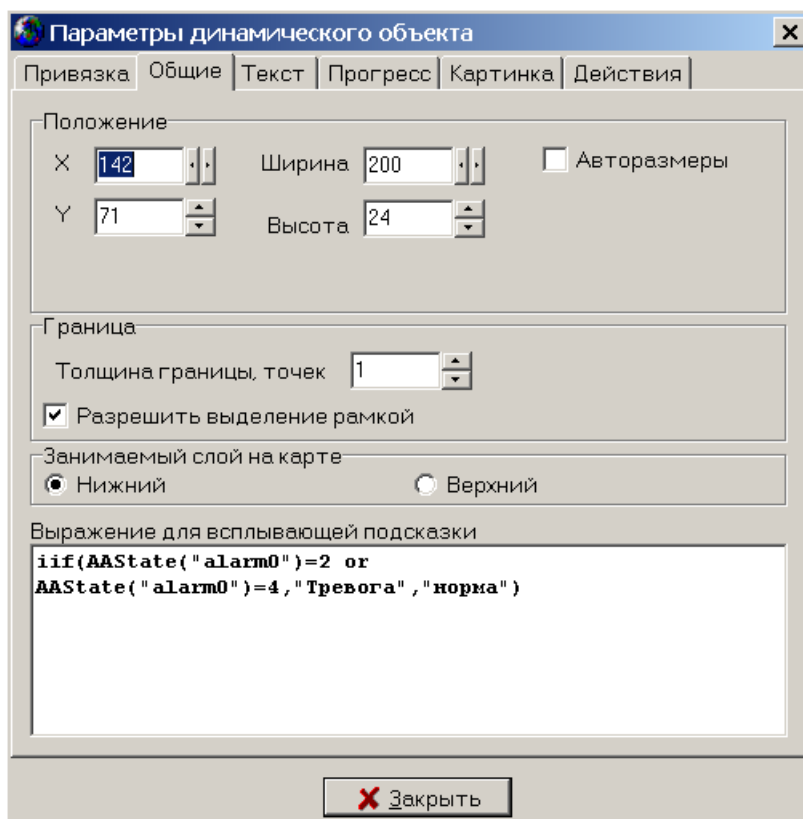 Параметры динамического объекта
Привязка Общие Текст Прогресс Картинка Действия
Положение
X 142 Ширина 200 Авторазмеры
Y 71 Высота 24
Граница
Толщина границы, точек 1
Разрешить выделение рамкой
Занимаемый слой на карте
Нижний Верхний
Выражение для всплывающей подсказки
iif(AAState("alarm0")=2 or
AAState("alarm0")=4,"Тревога","норма")
Закрыть